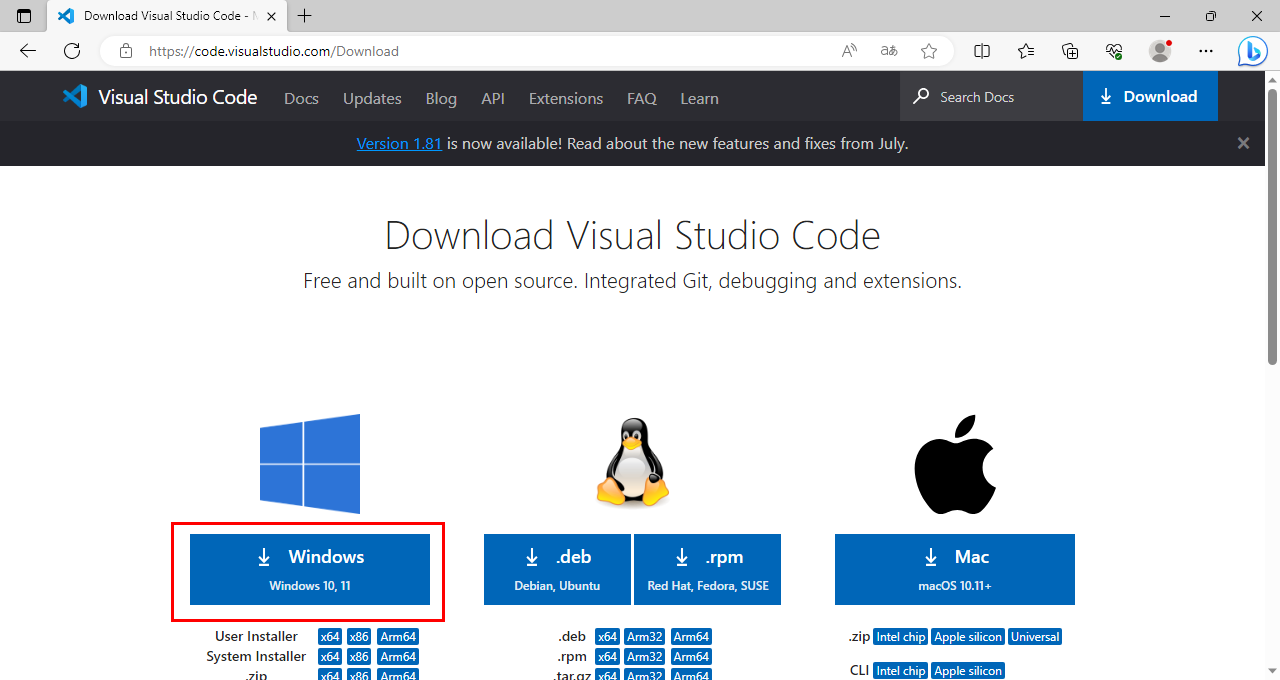 Download Visual Studio Code - M
https://code.visualstudio.com/Download
Visual Studio Code
Docs
Updates
Blog
API
Extensions
FAQ
Learn
Search Docs
Download
Version 1.81 is now available! Read about the new features and fixes from July.
Download Visual Studio Code
Free and built on open source. Integrated Git, debugging and extensions.
Windows
Windows 10, 11
.deb
Debian, Ubuntu
.rpm
Red Hat, Fedora, SUSE
Mac
macOS 10.11+
User Installer x64 x86 Arm64
System Installer x64 x86 Arm64
.zip x64 x86 Arm64
.deb x64 Arm32 Arm64
.rpm x64 Arm32 Arm64
.tar.gz x64 Arm32 Arm64
.zip Intel chip Apple silicon Universal
CLI Intel chip Apple silicon